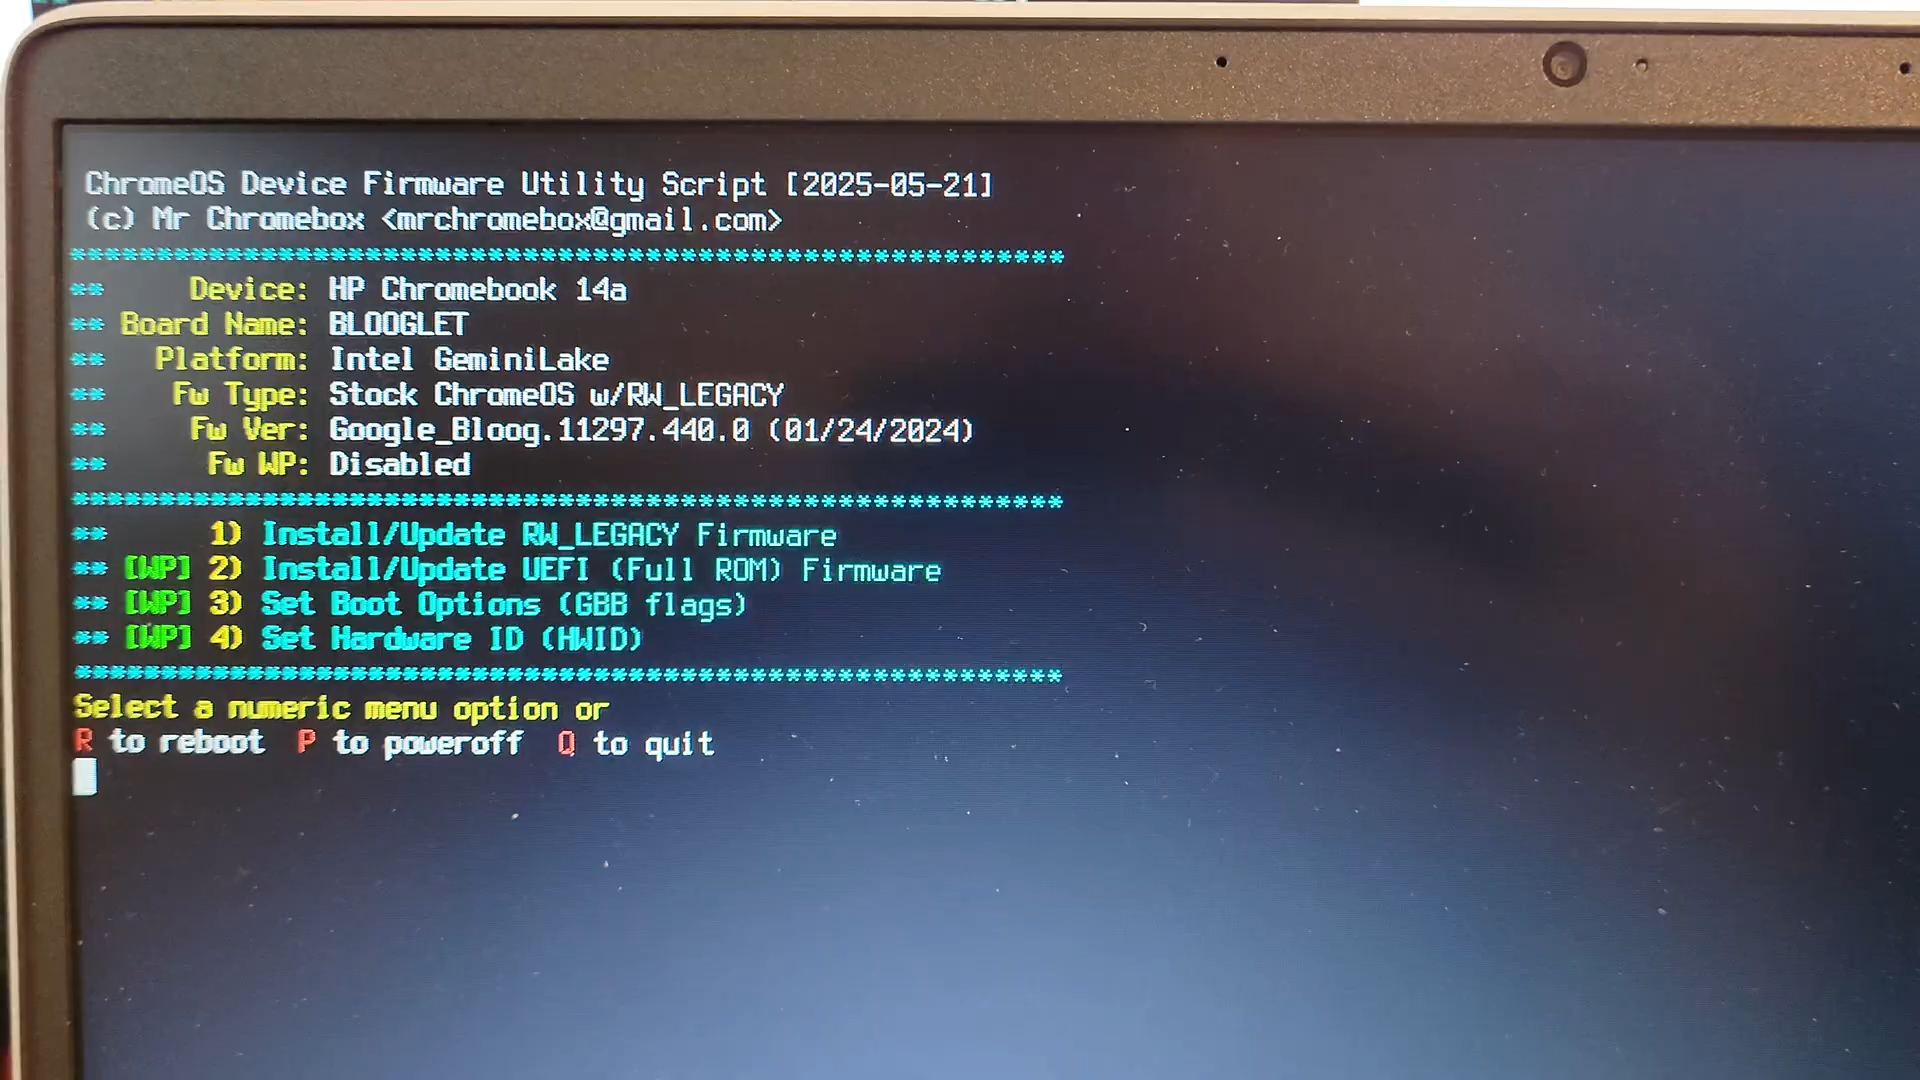 ChromeOS Device Firmware Utility Script [2025-05-21]
(c) Mr Chromebox <mrchromebox@gmail.com>
*********************************************************
** Device: HP Chromebook 14a
** Board Name: BLOOGLET
** Platform: Intel GeminiLake
** Fw Type: Stock ChromeOS w/RW_LEGACY
** Fw Ver: Google_Bloog.11297.440.0 (01/24/2024)
** Fw WP: Disabled
*********************************************************
** 1) Install/Update RW_LEGACY Firmware
** [WP] 2) Install/Update UEFI (Full ROM) Firmware
** [WP] 3) Set Boot Options (GBB flags)
** [WP] 4) Set Hardware ID (HWID)
*********************************************************
Select a numeric menu option or
R to reboot P to poweroff Q to quit